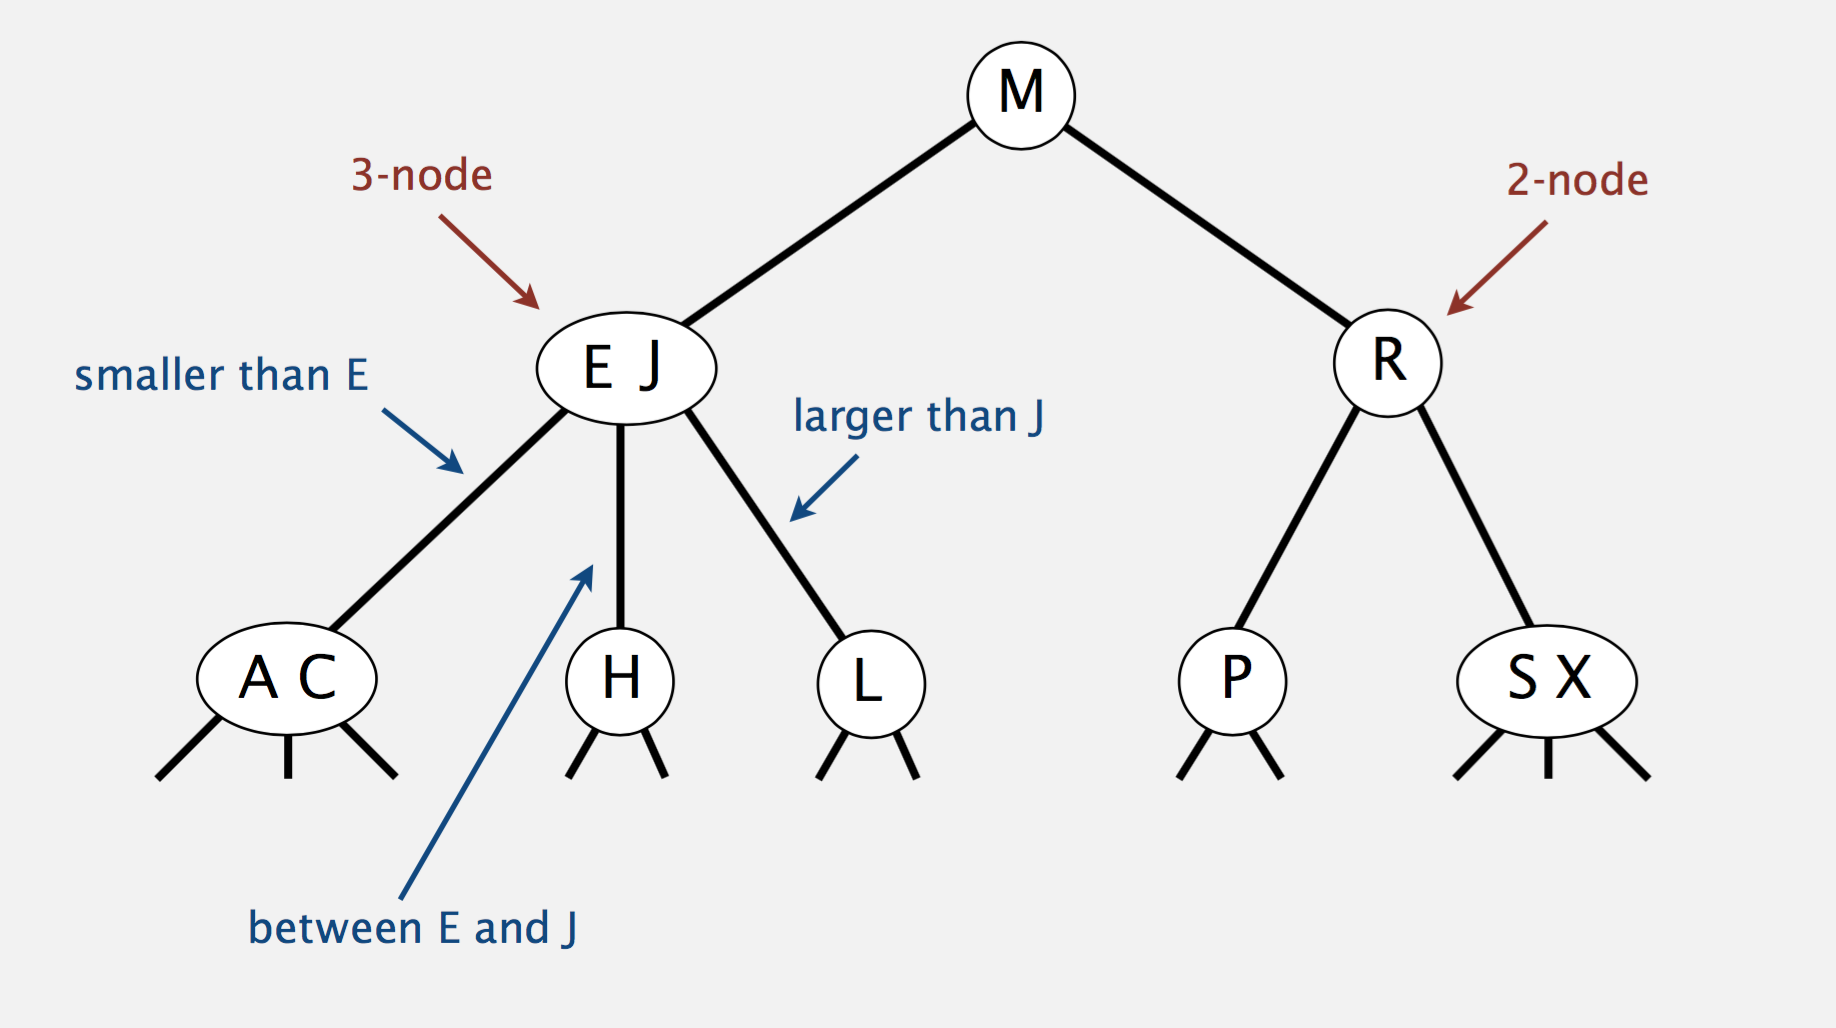 M
3-node
2-node
E J
R
smaller than E
larger than J
A C
H
L
P
S X
between E and J